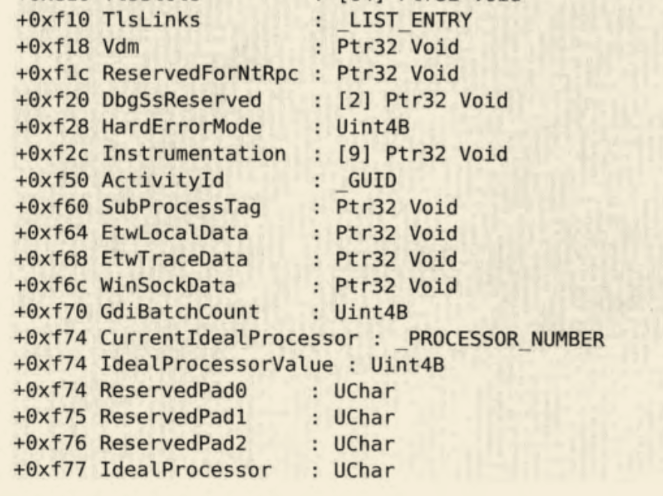 +0xf10 TlsLinks : _LIST_ENTRY
+0xf18 Vdm : Ptr32 Void
+0xf1c ReservedForNtRpc : Ptr32 Void
+0xf20 DbgSsReserved : [2] Ptr32 Void
+0xf28 HardErrorMode : Uint4B
+0xf2c Instrumentation : [9] Ptr32 Void
+0xf50 ActivityId : _GUID
+0xf60 SubProcessTag : Ptr32 Void
+0xf64 EtwLocalData : Ptr32 Void
+0xf68 EtwTraceData : Ptr32 Void
+0xf6c WinSockData : Ptr32 Void
+0xf70 GdiBatchCount : Uint4B
+0xf74 CurrentIdealProcessor : _PROCESSOR_NUMBER
+0xf74 IdealProcessorValue : Uint4B
+0xf74 ReservedPad0 : UChar
+0xf75 ReservedPad1 : UChar
+0xf76 ReservedPad2 : UChar
+0xf77 IdealProcessor : UChar